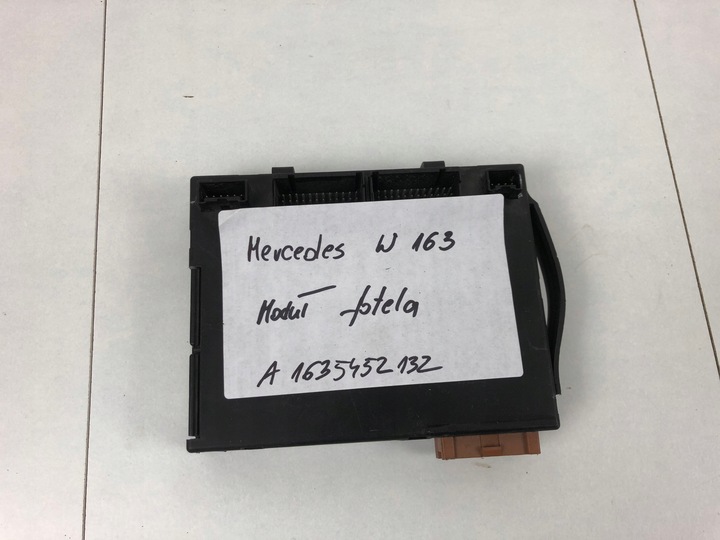 Mercedes W 163
Moduł fotela
A 1635452132